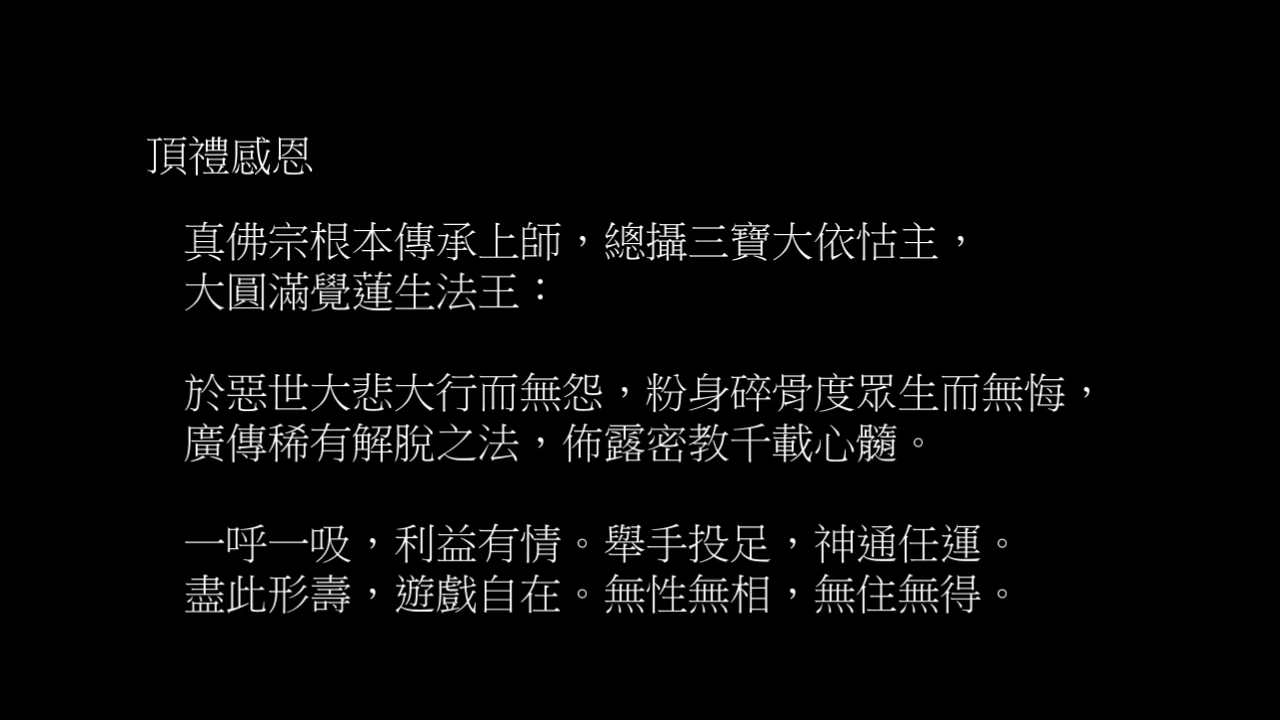 頂禮感恩
真佛宗根本傳承上師，總攝三寶大依怙主，
大圓滿覺蓮生法王：
於惡世大悲大行而無怨，粉身碎骨度眾生而無悔，
廣傳稀有解脫之法，佈露密教千載心髓。
一呼一吸，利益有情。舉手投足，神通任運。
盡此形壽，遊戲自在。無性無相，無住無得。